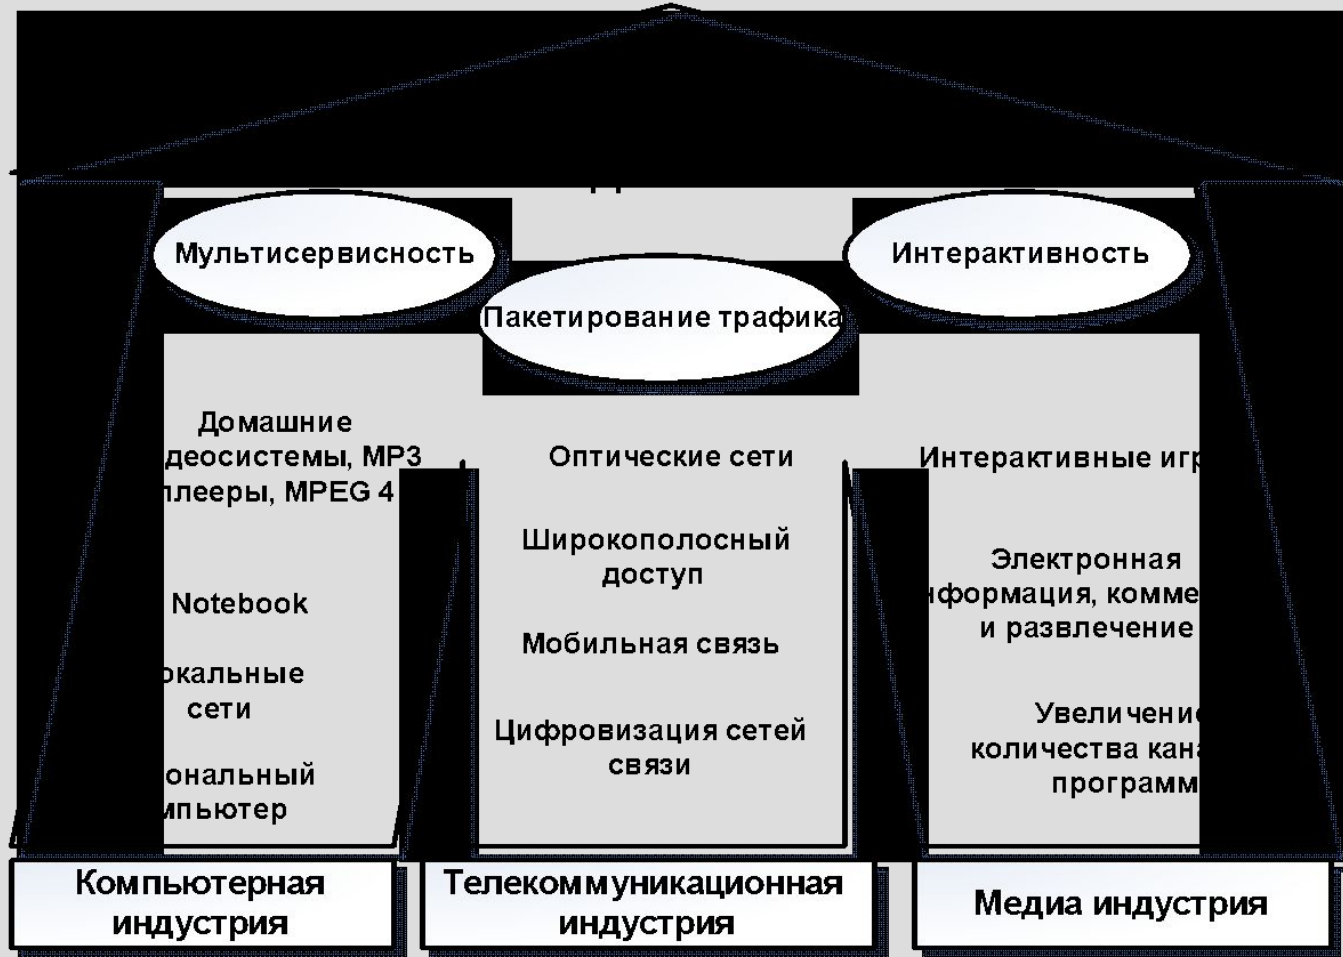 Мультисервисность
Интерактивность
Пакетирование трафика
Домашние
деосистемы, MP3
плееры, MPEG 4
Notebook
окальные
сети
ональный
мпьютер
Оптические сети
Широкополосный
доступ
Мобильная связь
Цифровизация сетей
связи
Интерактивные игр
Электронная
нформация, комме
и развлечение
Увеличение
количества кана
программ
Компьютерная
индустрия
Телекоммуникационная
индустрия
Медиа индустрия